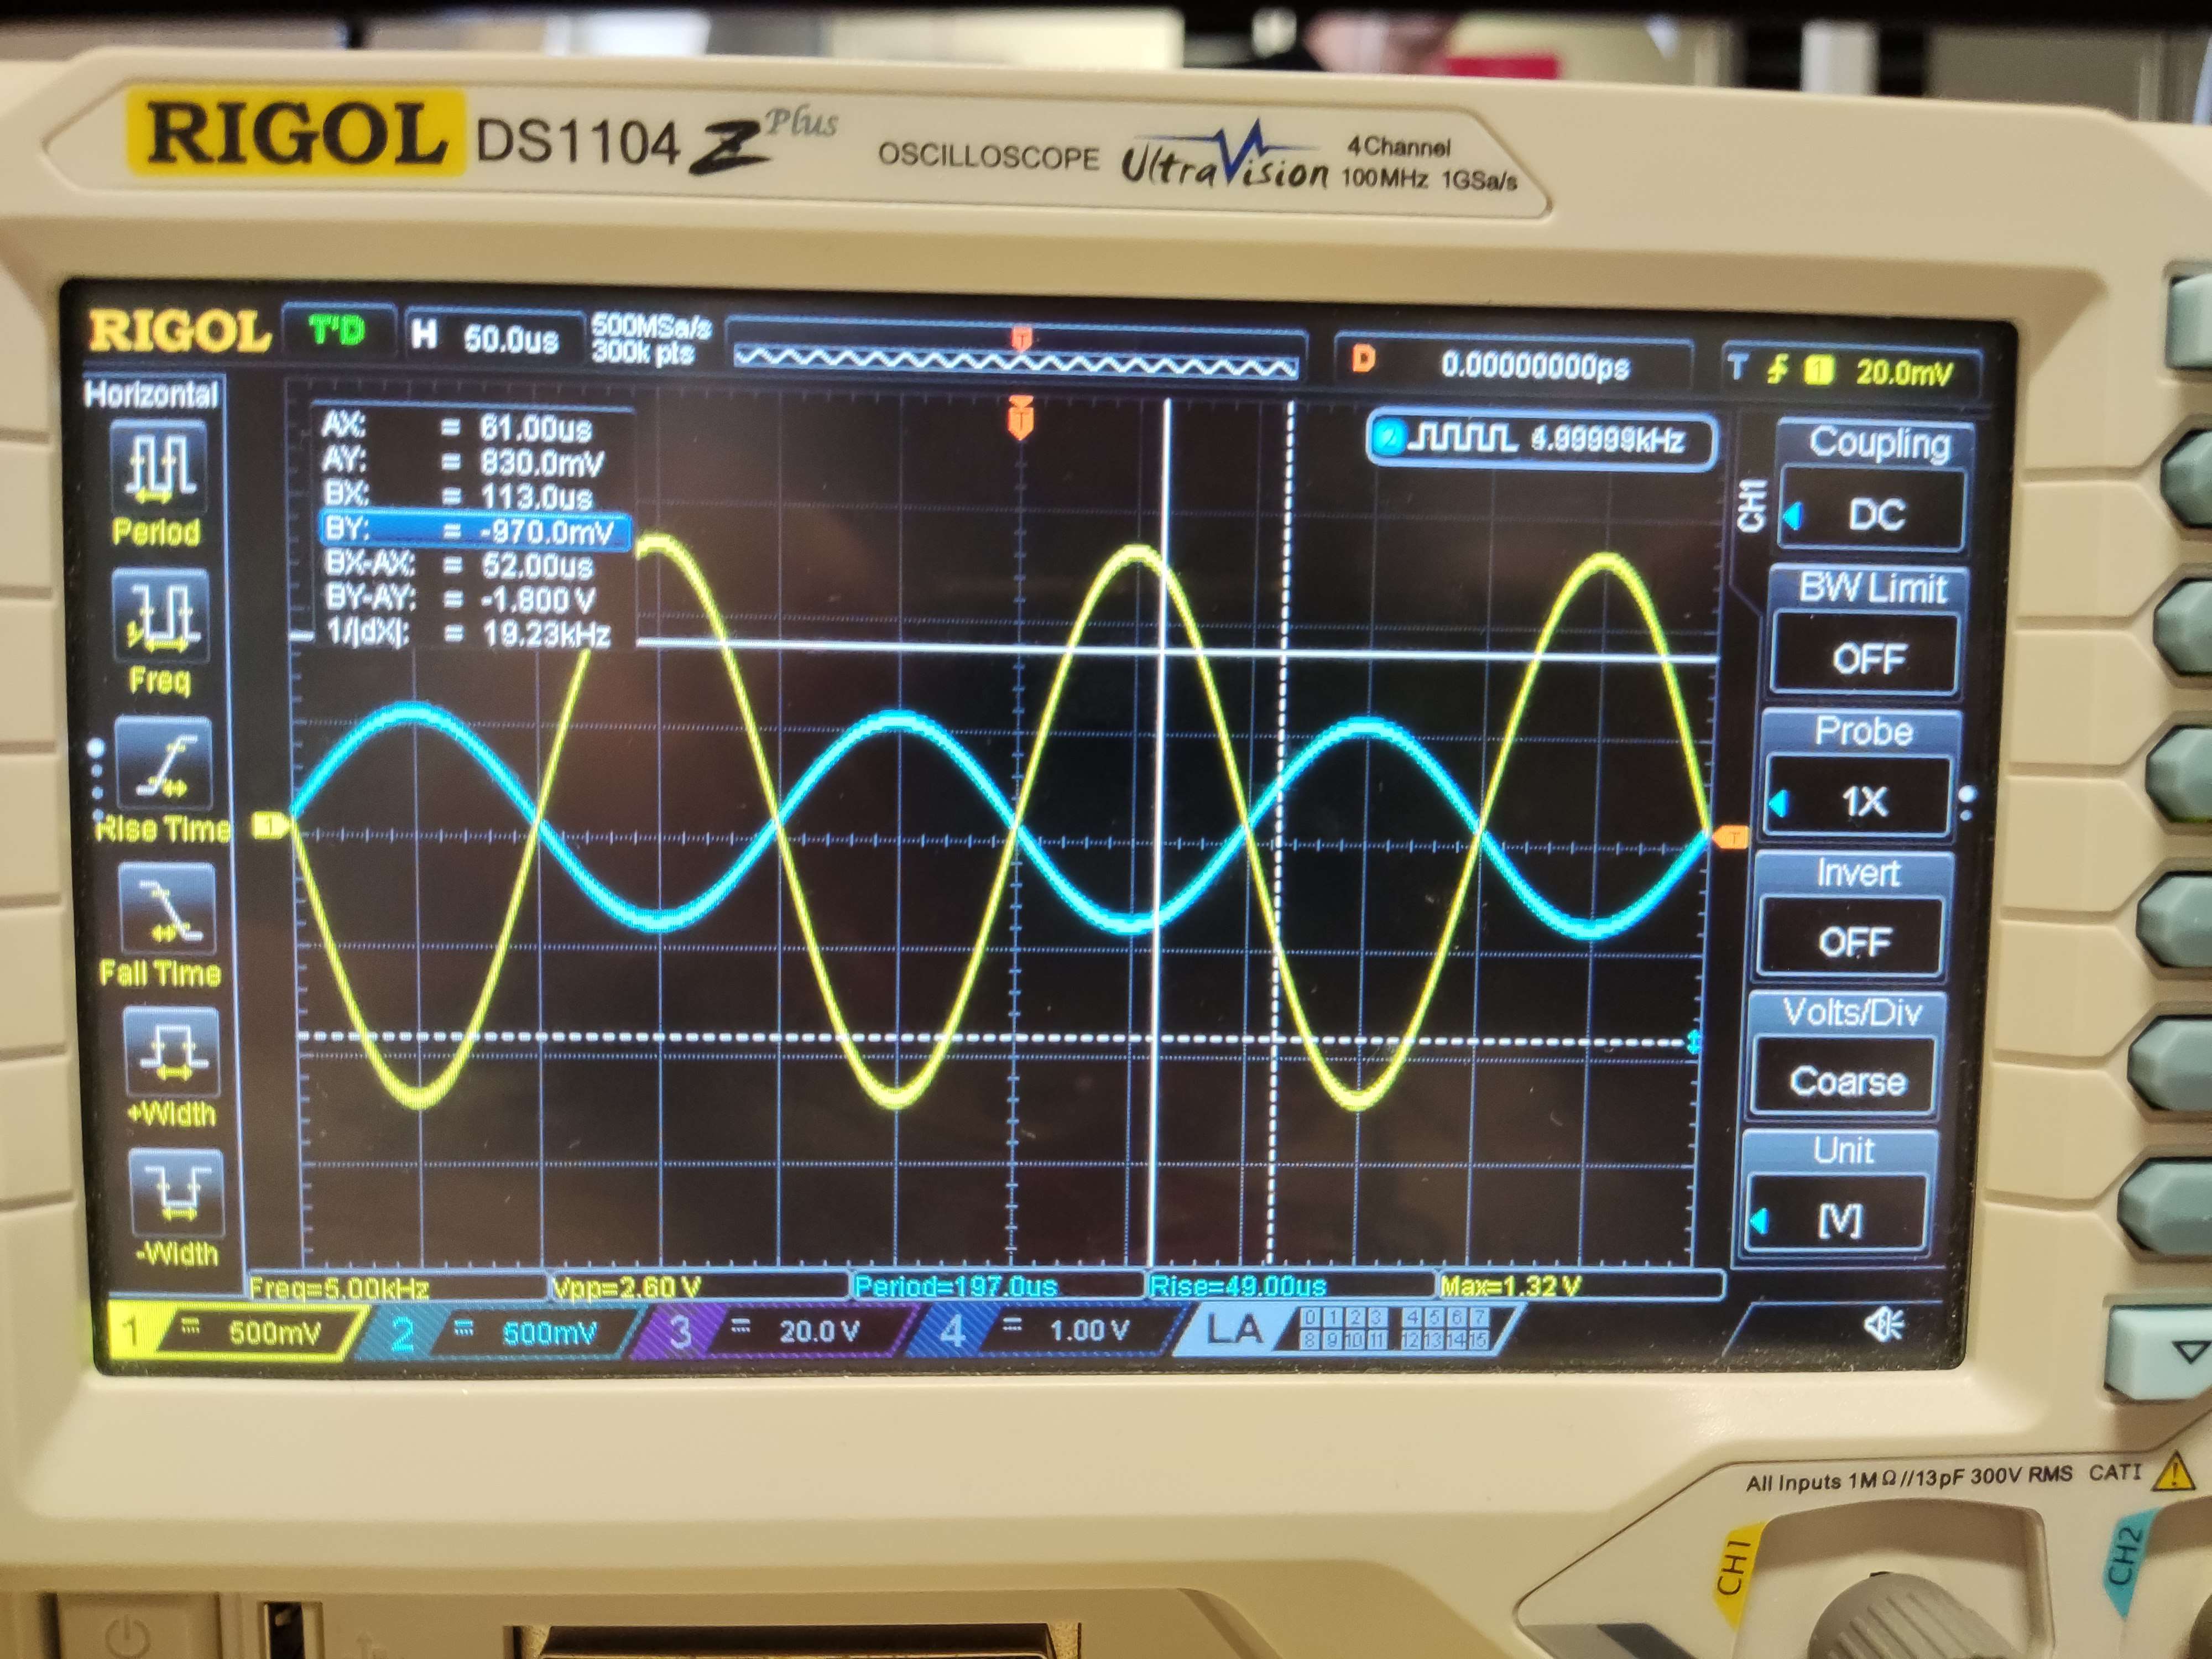 RIGOL DS1104 Z Plus OSCILLOSCOPE UltraVision 4 Channel
100MHz 1GSa/s
RIGOL T'D H 50.0us 500MSa/s
300k pts
D 0.00000000ps T 1 20.0mV
Horizontal
Period
Freq
Rise Time
Fall Time
+Width
-Width
AX: = 61.00us
AY: = 830.0mV
BX: = 113.0us
BY: = -970.0mV
BX-AX: = 52.00us
BY-AY: = -1.800 V
1/|dX|: = 19.23kHz
T
2 4.99999kHz
1
T
CH1
Coupling
DC
BW Limit
OFF
Probe
1X
Invert
OFF
Volts/Div
Coarse
Unit
[V]
Freq=5.00kHz Vpp=2.60 V Period=197.0us Rise=49.00us Max=1.32 V
1 500mV 2 500mV 3 20.0 V 4 1.00 V LA 0 1 2 3 4 5 6 7
8 9 10 11 12 13 14 15
All Inputs 1MΩ//13pF 300V RMS CATI
CH1
CH2